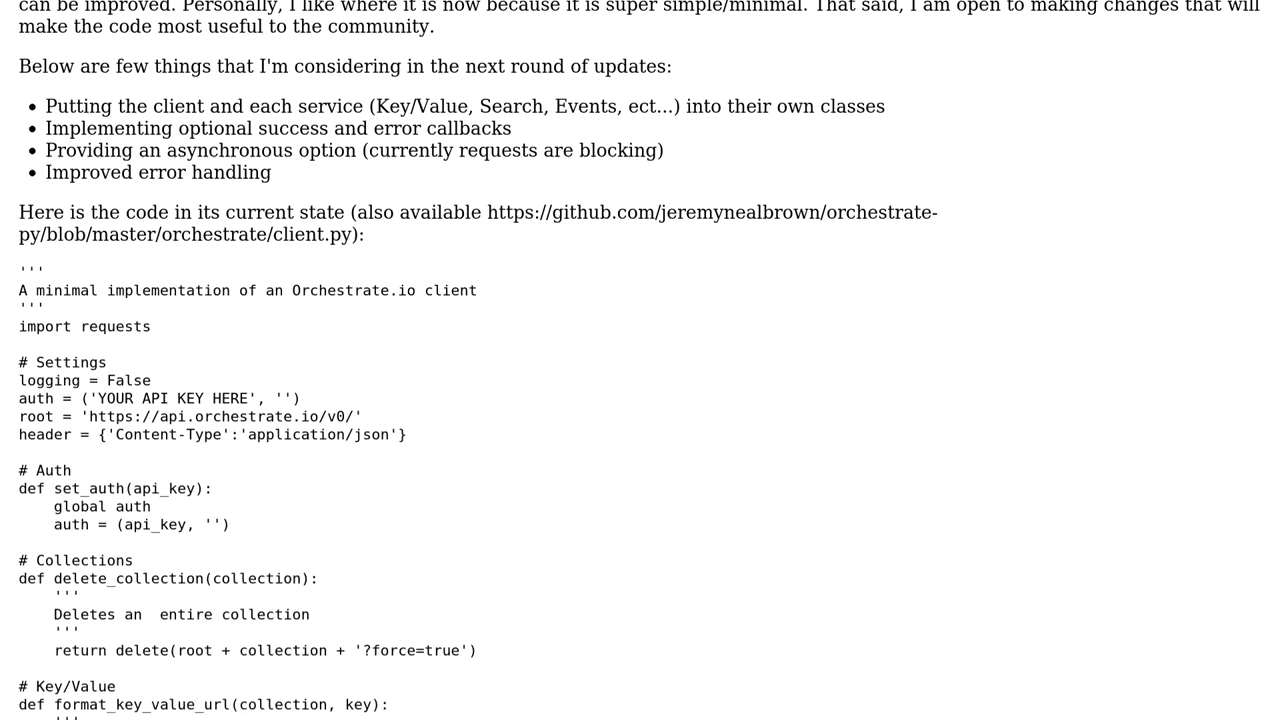 can be improved. Personally, I like where it is now because it is super simple/minimal. That said, I am open to making changes that will
make the code most useful to the community.
Below are few things that I'm considering in the next round of updates:
• Putting the client and each service (Key/Value, Search, Events, ect...) into their own classes
• Implementing optional success and error callbacks
• Providing an asynchronous option (currently requests are blocking)
• Improved error handling
Here is the code in its current state (also available https://github.com/jeremynealbrown/orchestrate-
py/blob/master/orchestrate/client.py):
'''
A minimal implementation of an Orchestrate.io client
'''
import requests
# Settings
logging = False
auth = ('YOUR API KEY HERE', '')
root = 'https://api.orchestrate.io/v0/'
header = {'Content-Type':'application/json'}
# Auth
def set_auth(api_key):
    global auth
    auth = (api_key, '')
# Collections
def delete_collection(collection):
    '''
    Deletes an  entire collection
    '''
    return delete(root + collection + '?force=true')
# Key/Value
def format_key_value_url(collection, key):
    '''